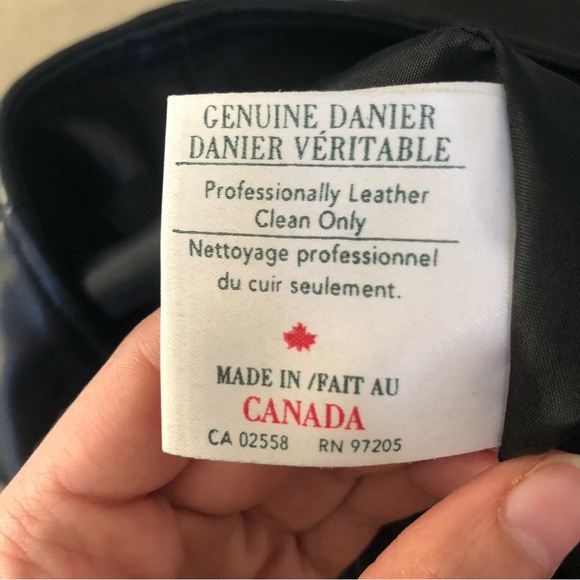 GENUINE DANIER
DANIER VÉRITABLE
Professionally Leather
Clean Only
Nettoyage professionnel
du cuir seulement.
MADE IN /FAIT AU
CANADA
CA 02558 RN 97205